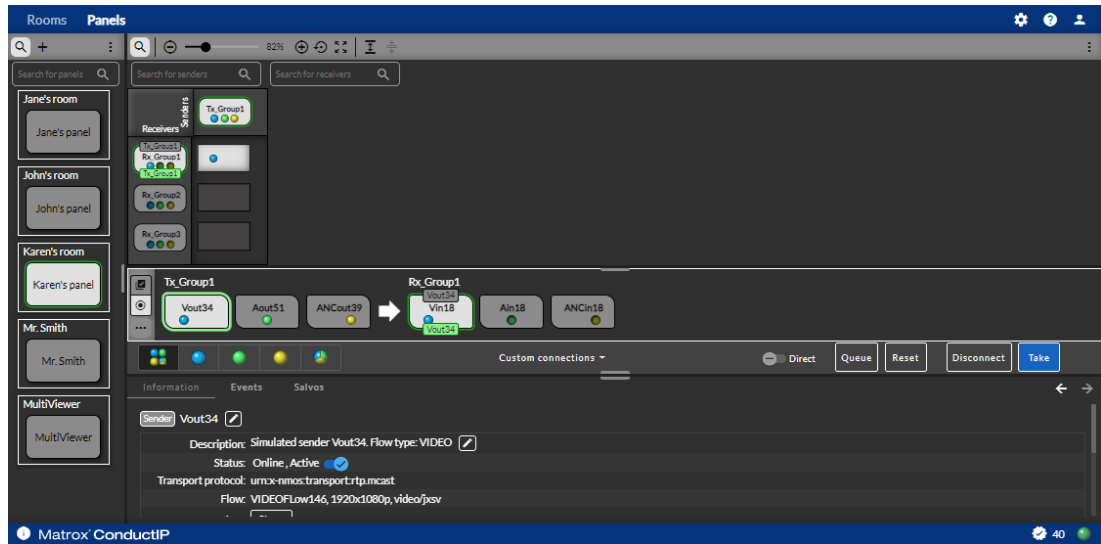 Rooms Panels
82%
Search for panels
Search for senders
Search for receivers
Jane's room
Jane's panel
John's room
John's panel
Karen's room
Karen's panel
Mr. Smith
Mr. Smith
MultiViewer
MultiViewer
Senders
Receivers
Tx_Group1
Tx_Group1
Rx_Group1
Tx_Group1
Rx_Group2
Rx_Group3
Tx_Group1
Rx_Group1
Vout34
Aout51
ANCout39
Vout34
Vin18
Vout34
Ain18
ANCin18
Custom connections
Direct
Queue
Reset
Disconnect
Take
Information Events Salvos
Sender Vout34
Description: Simulated sender Vout34. Flow type: VIDEO
Status: Online , Active
Transport protocol: urn:x-nmos:transport:rtp.mcast
Flow: VIDEOFLow146, 1920x1080p, video/jxsv
Matrox® ConductIP
40